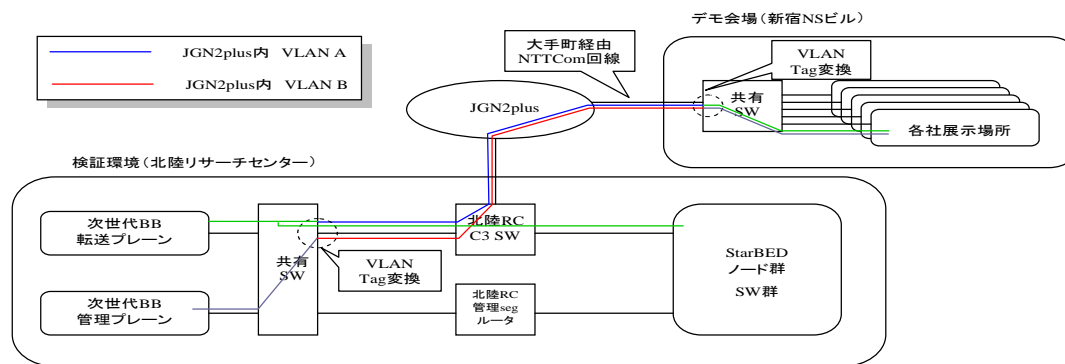 デモ会場(新宿NSビル)
JGN2plus内 VLAN A
JGN2plus内 VLAN B
大手町経由
NTTCom回線
VLAN
Tag変換
JGN2plus
共有
SW
各社展示場所
検証環境(北陸リサーチセンター)
次世代BB
転送プレーン
共有
SW
北陸RC
C3 SW
VLAN
Tag変換
StarBED
ノード群
SW群
次世代BB
管理プレーン
北陸RC
管理seg
ルータ